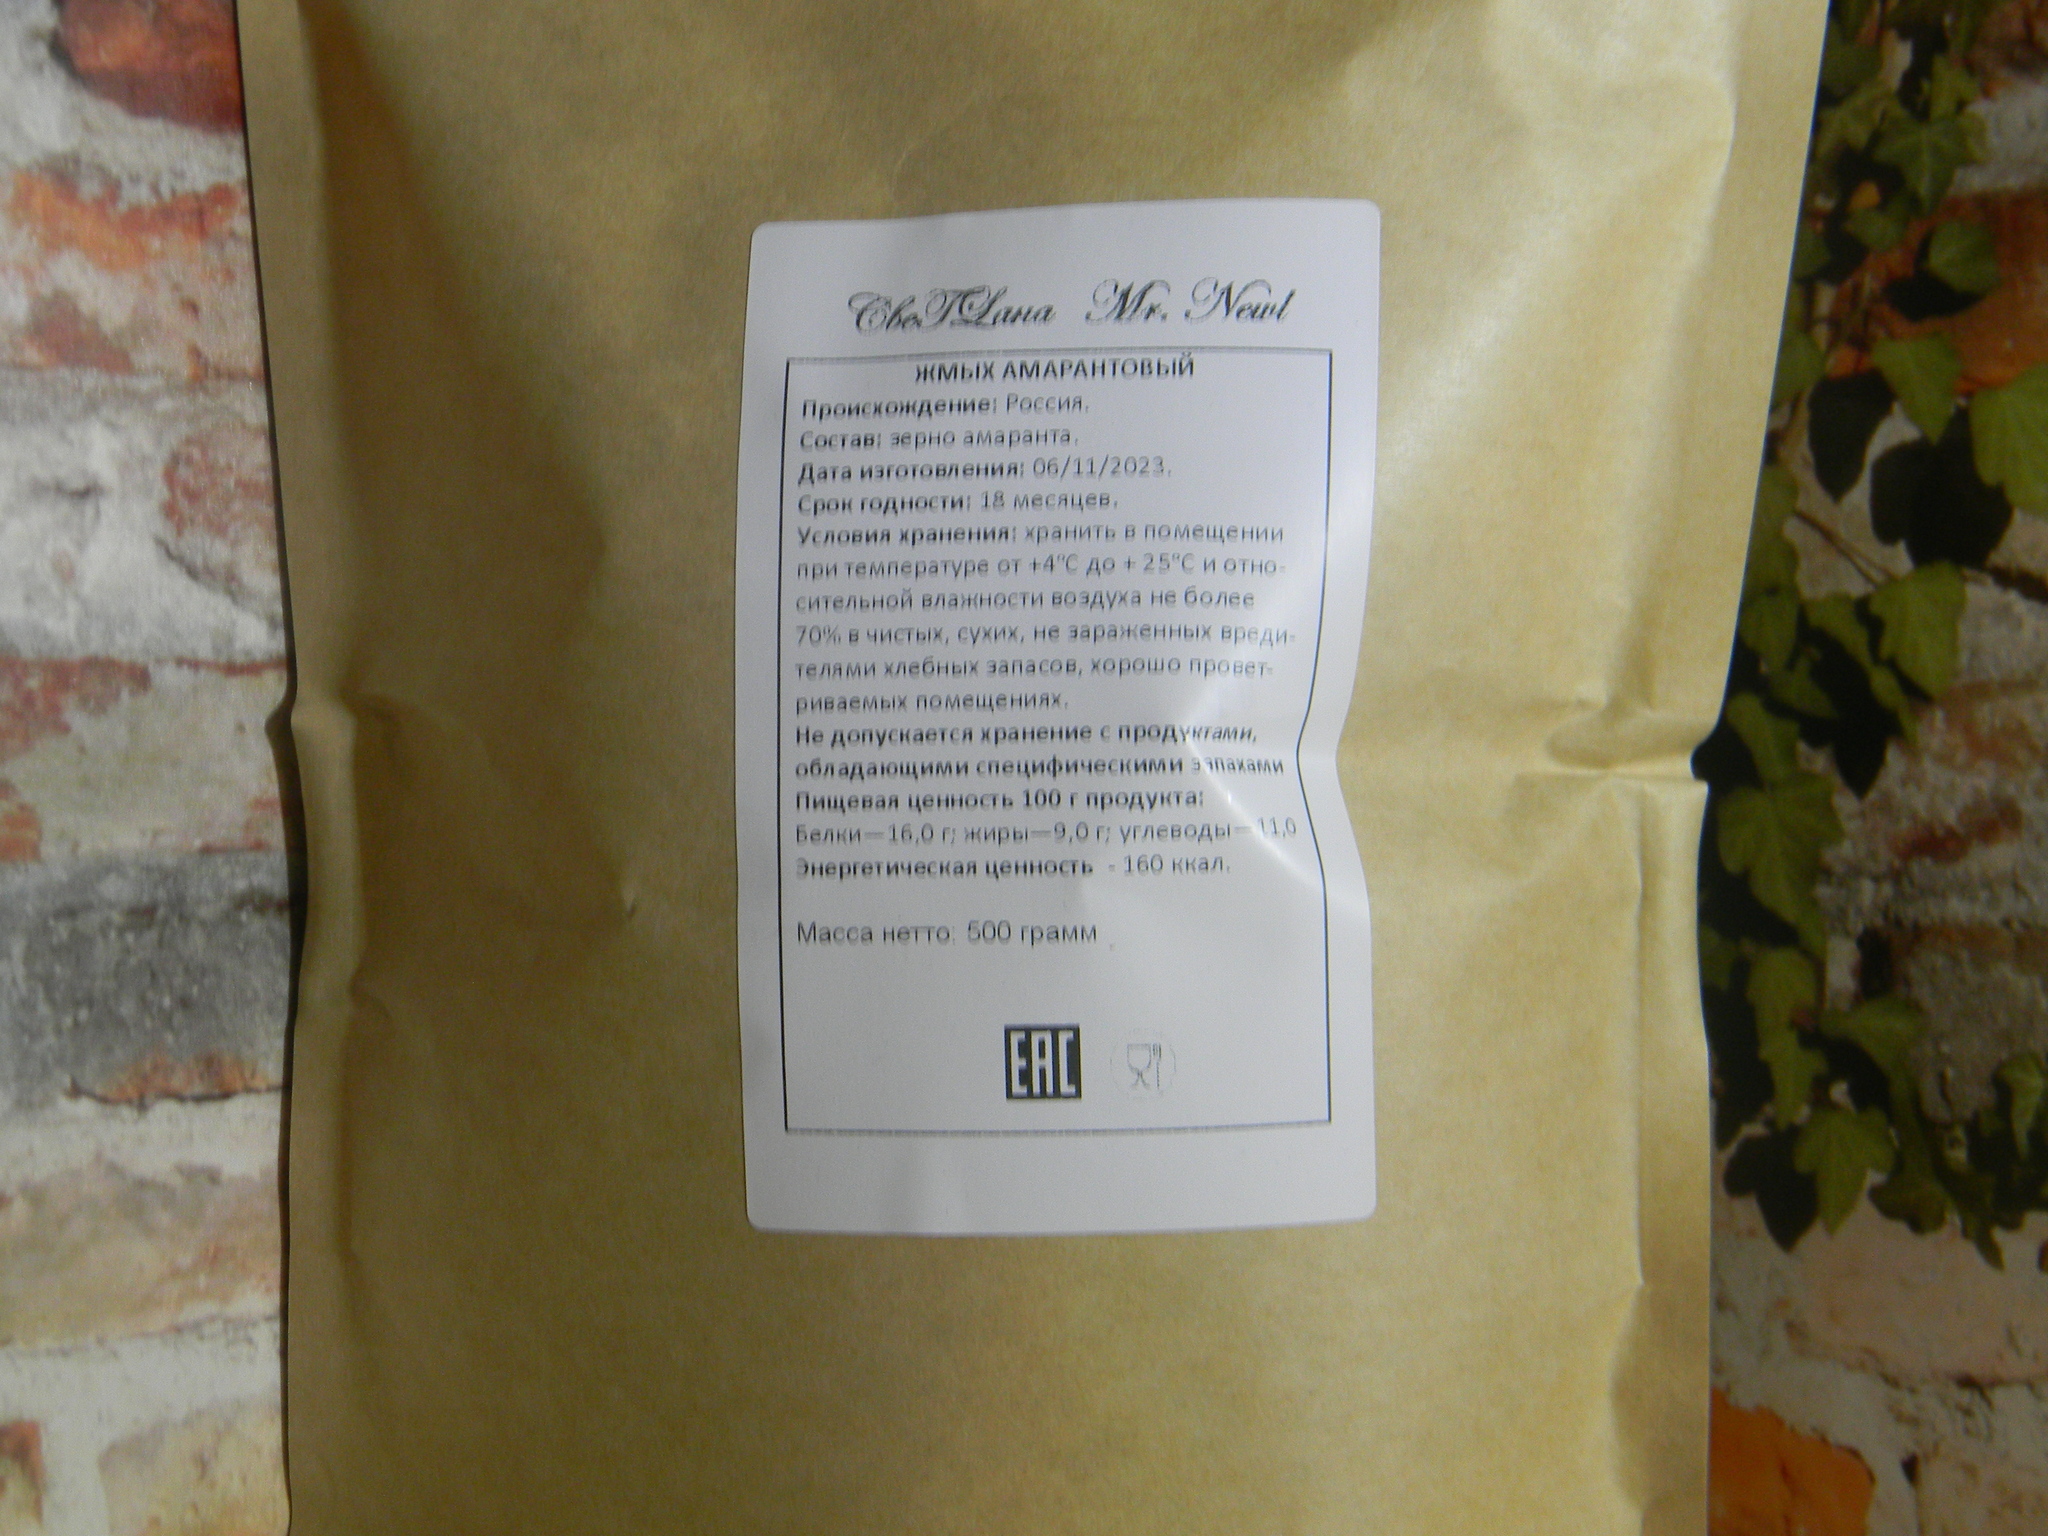 СвеТLана Mr. Newl
ЖМЫХ АМАРАНТОВЫЙ
Происхождение: Россия.
Состав: зерно амаранта.
Дата изготовления: 06/11/2023.
Срок годности: 18 месяцев.
Условия хранения: хранить в помещении
при температуре от +4°С до + 25°С и отно-
сительной влажности воздуха не более
70% в чистых, сухих, не зараженных вреди-
телями хлебных запасов, хорошо провет-
риваемых помещениях.
Не допускается хранение с продуктами,
обладающими специфическими запахами
Пищевая ценность 100 г продукта:
Белки—16,0 г; жиры—9,0 г; углеводы—11,0
Энергетическая ценность - 160 ккал.
Масса нетто: 500 грамм
ЕАС